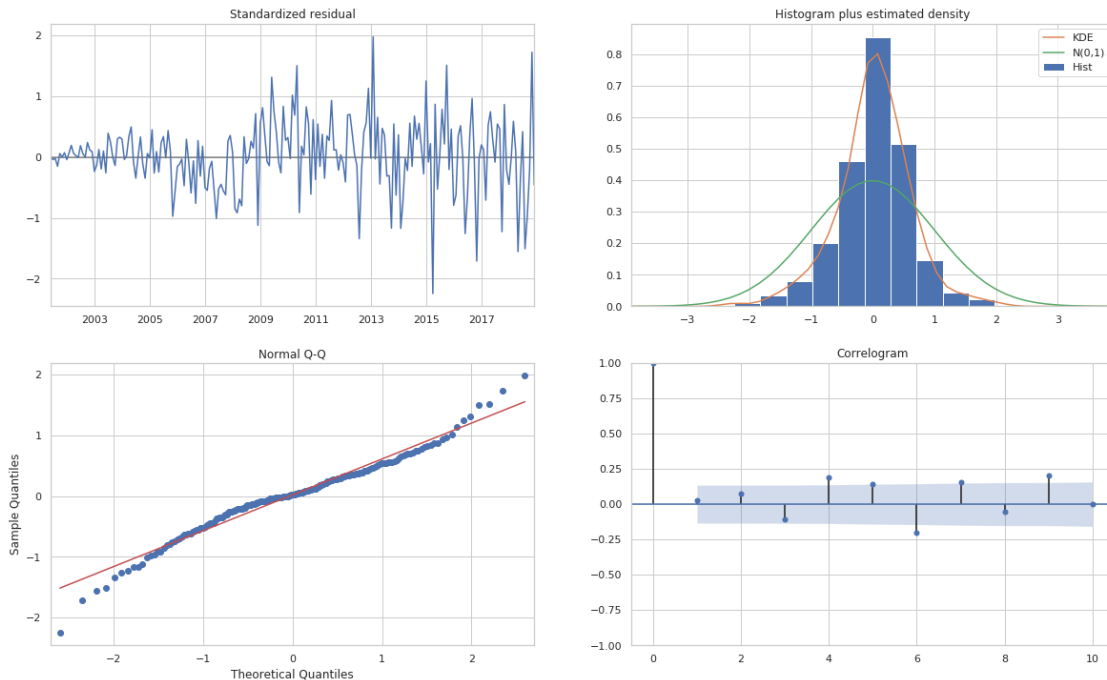 Standardized residual
2
1
0
−1
−2
2003 2005 2007 2009 2011 2013 2015 2017
Histogram plus estimated density
KDE
N(0,1)
Hist
0.8
0.7
0.6
0.5
0.4
0.3
0.2
0.1
0.0
−3 −2 −1 0 1 2 3
Normal Q-Q
Sample Quantiles
2
1
0
−1
−2
−2 −1 0 1 2
Theoretical Quantiles
Correlogram
1.00
0.75
0.50
0.25
0.00
−0.25
−0.50
−0.75
−1.00
0 2 4 6 8 10